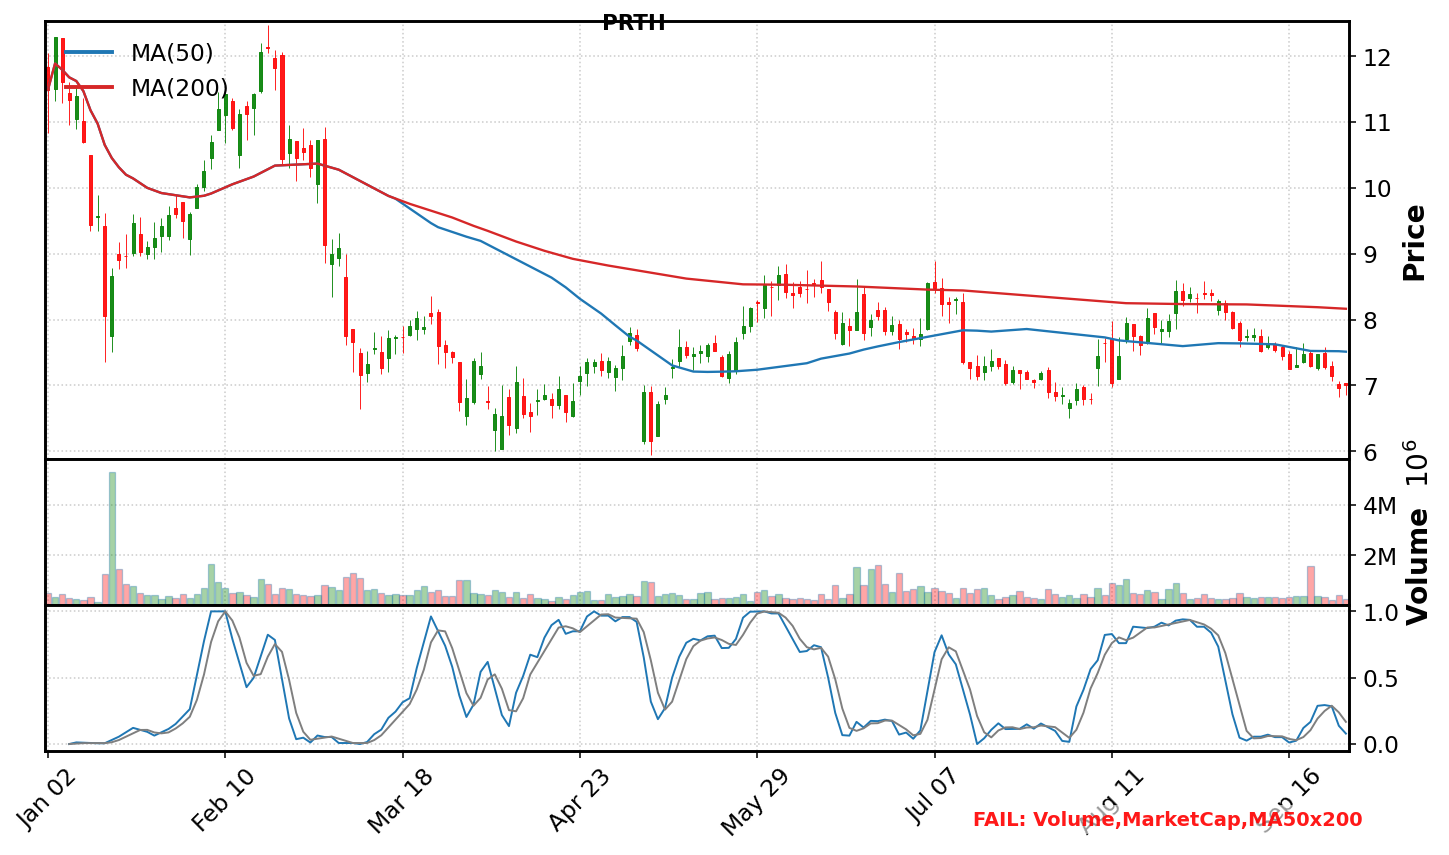 PRTH
MA(50)
MA(200)
12
11
10
9
8
7
6
Price
4M
2M
Volume 10^6
1.0
0.5
0.0
Jan 02
Feb 10
Mar 18
Apr 23
May 29
Jul 07
Aug 11
Sep 16
FAIL: Volume,MarketCap,MA50x200